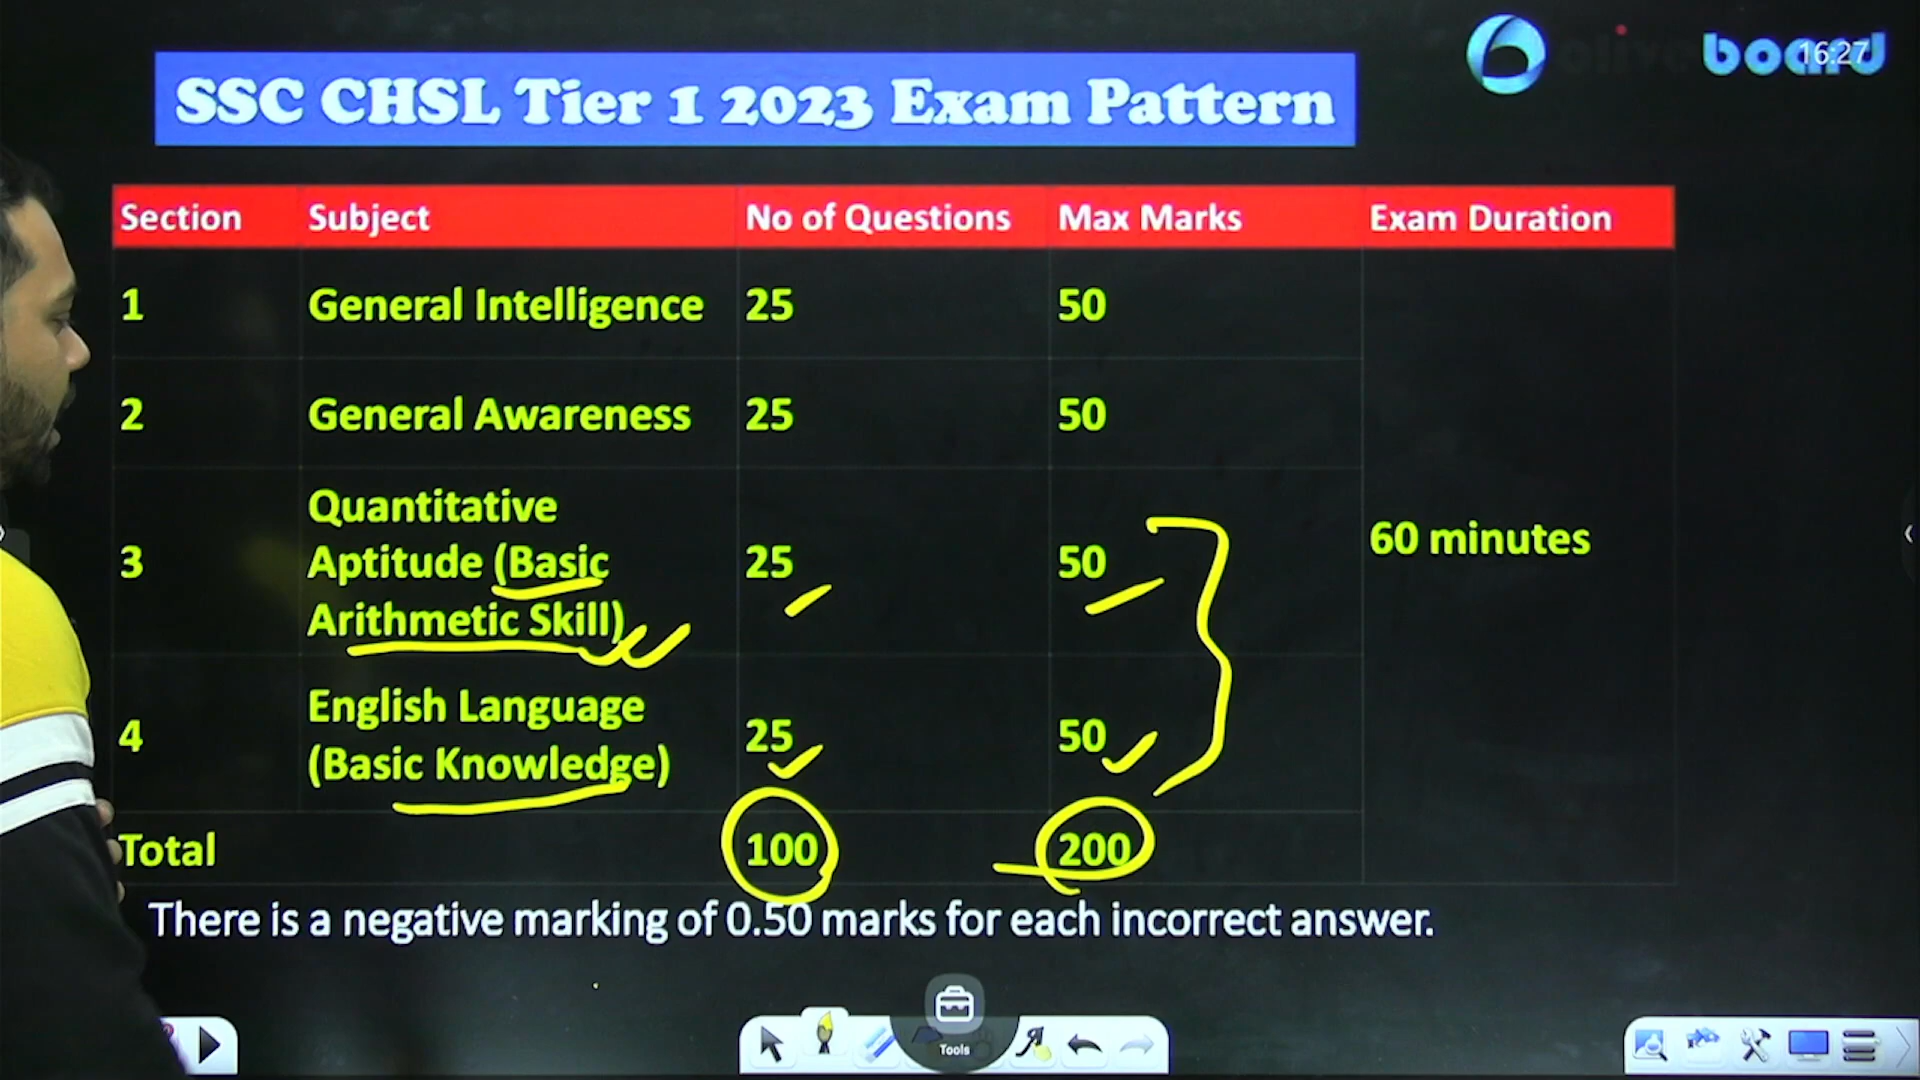 oliveboard
16:27
SSC CHSL Tier 1 2023 Exam Pattern
Section Subject No of Questions Max Marks Exam Duration
1 General Intelligence 25 50
2 General Awareness 25 50
Quantitative
3 Aptitude (Basic 25 50 60 minutes
Arithmetic Skill)
English Language
4 25 50
(Basic Knowledge)
Total 100 200
There is a negative marking of 0.50 marks for each incorrect answer.
Tools